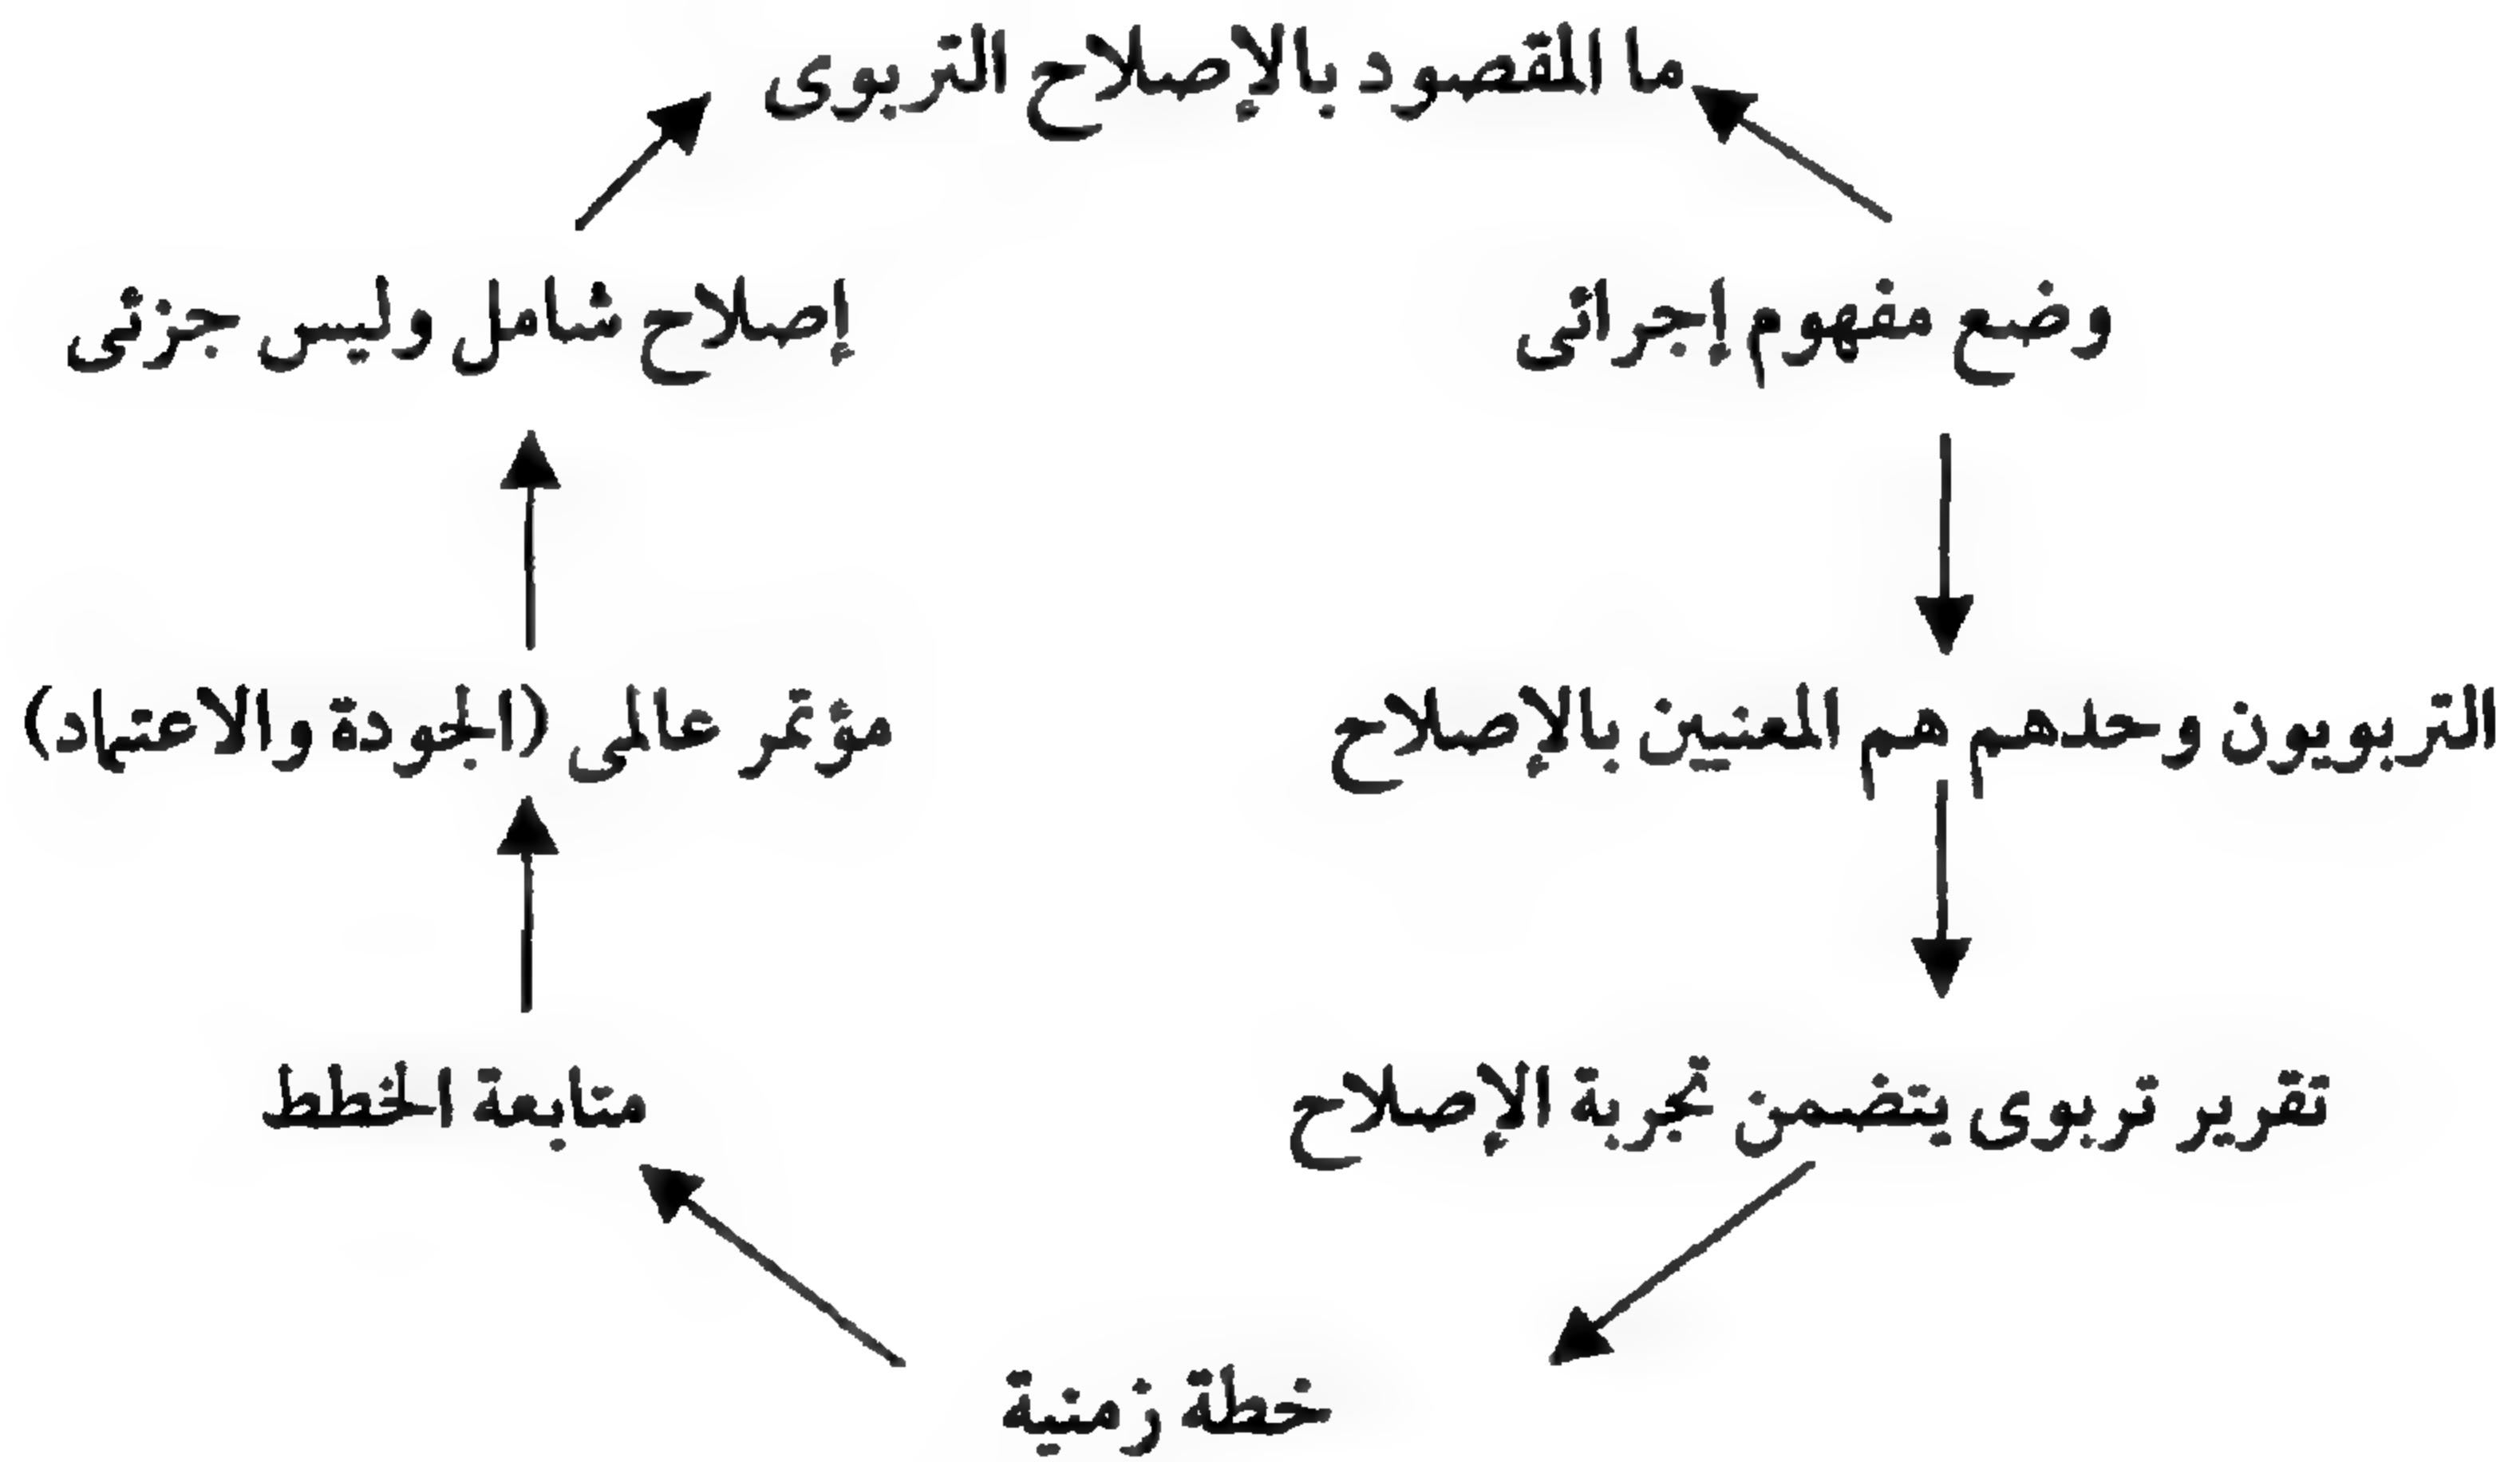 ما المقصود بالإصلاح التربوى
وضع مفهوم إجرائى
إصلاح شامل وليس جزئى
التربويون وحدهم هم المعنين بالإصلاح
مؤتمر عالمى (الجودة والاعتماد)
تقرير تربوى يتضمن تجربة الإصلاح
متابعة الخطط
خطة زمنية